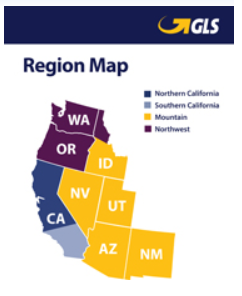 GLS
Region Map
Northern California
Southern California
Mountain
Northwest
WA
OR
ID
NV
UT
CA
AZ
NM